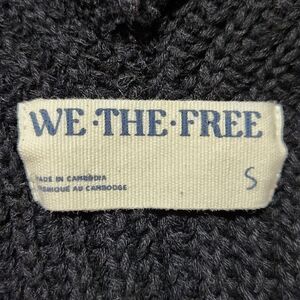 WE·THE·FREE
MADE IN CAMBODIA
FABRIQUÉ AU CAMBODGE
S